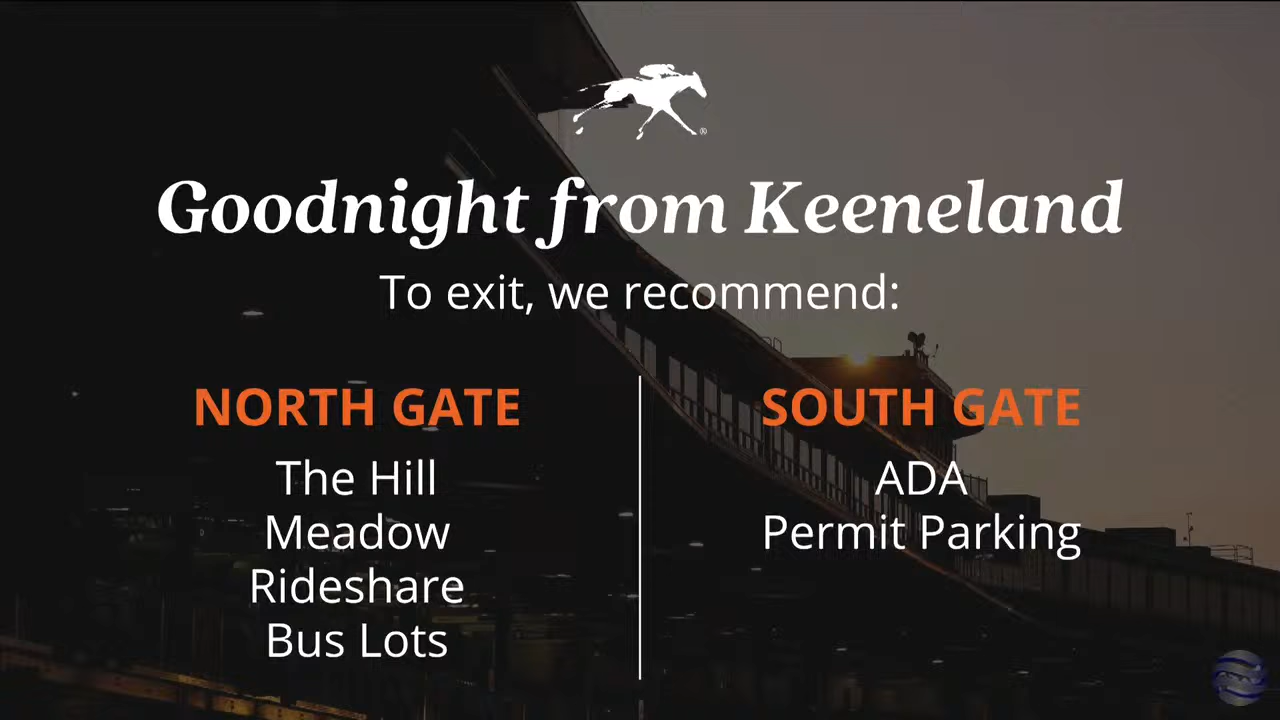 Goodnight from Keeneland
To exit, we recommend:
NORTH GATE
The Hill
Meadow
Rideshare
Bus Lots
SOUTH GATE
ADA
Permit Parking